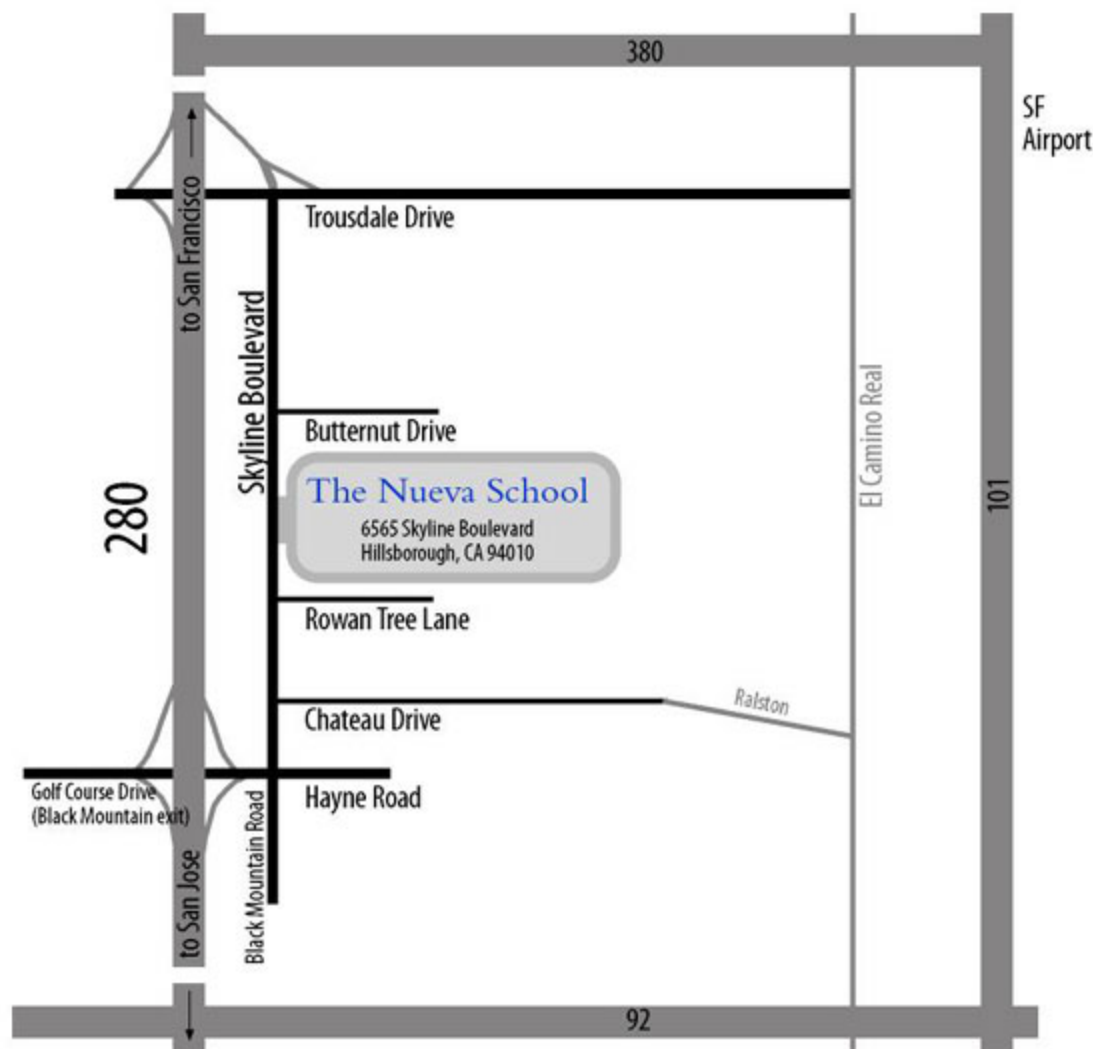 380
SF
Airport
to San Francisco
Trousdale Drive
Skyline Boulevard
Butternut Drive
El Camino Real
The Nueva School
6565 Skyline Boulevard
Hillsborough, CA 94010
280
101
Rowan Tree Lane
Ralston
Chateau Drive
Golf Course Drive
(Black Mountain exit)
Hayne Road
Black Mountain Road
to San Jose
92